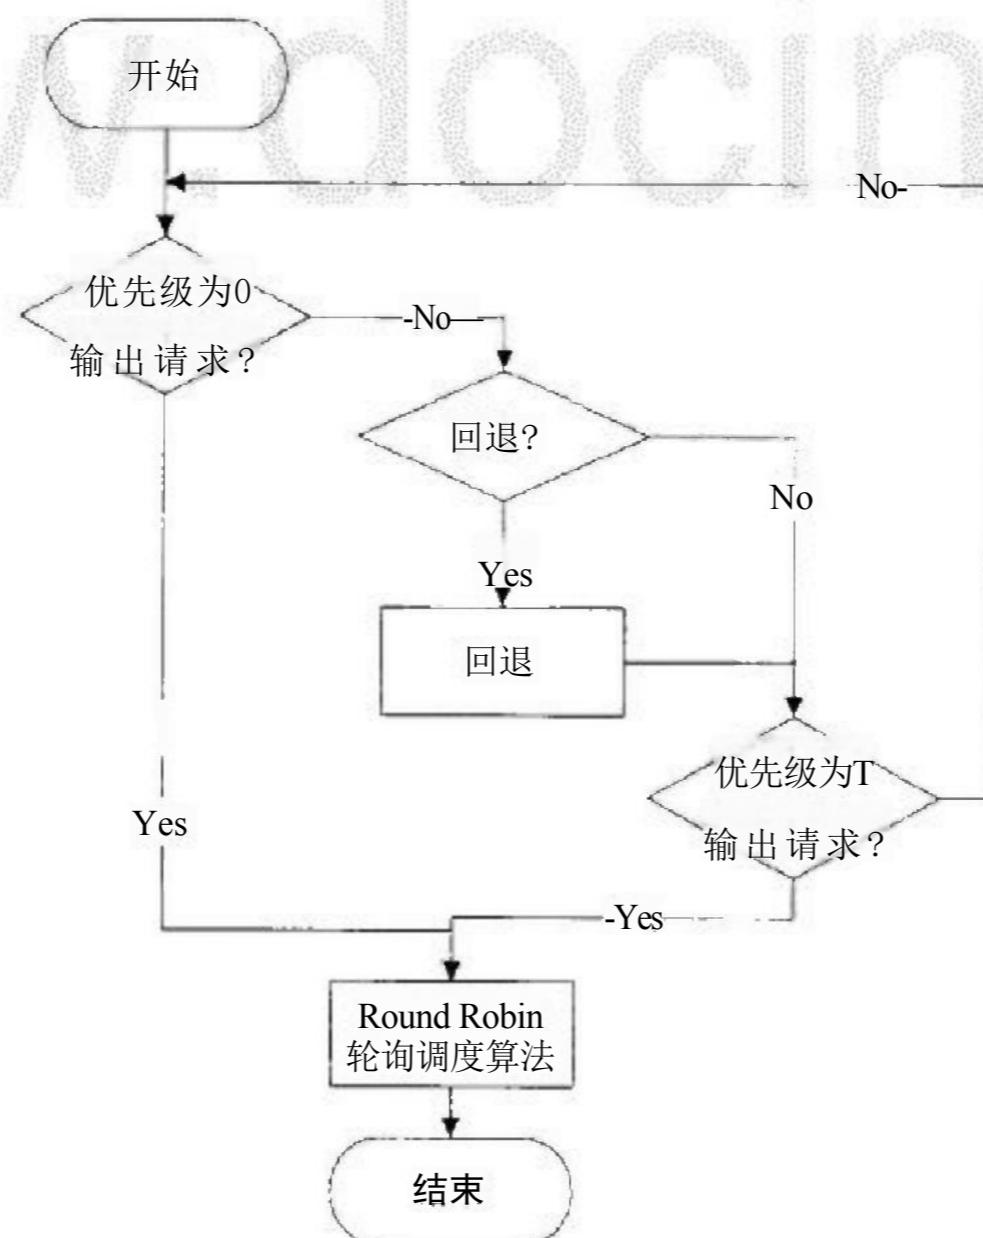 w.docin
开始
No-
优先级为0
输出请求?
-No—
回退?
No
Yes
回退
优先级为T
输出请求?
Yes
-Yes
Round Robin
轮询调度算法
结束